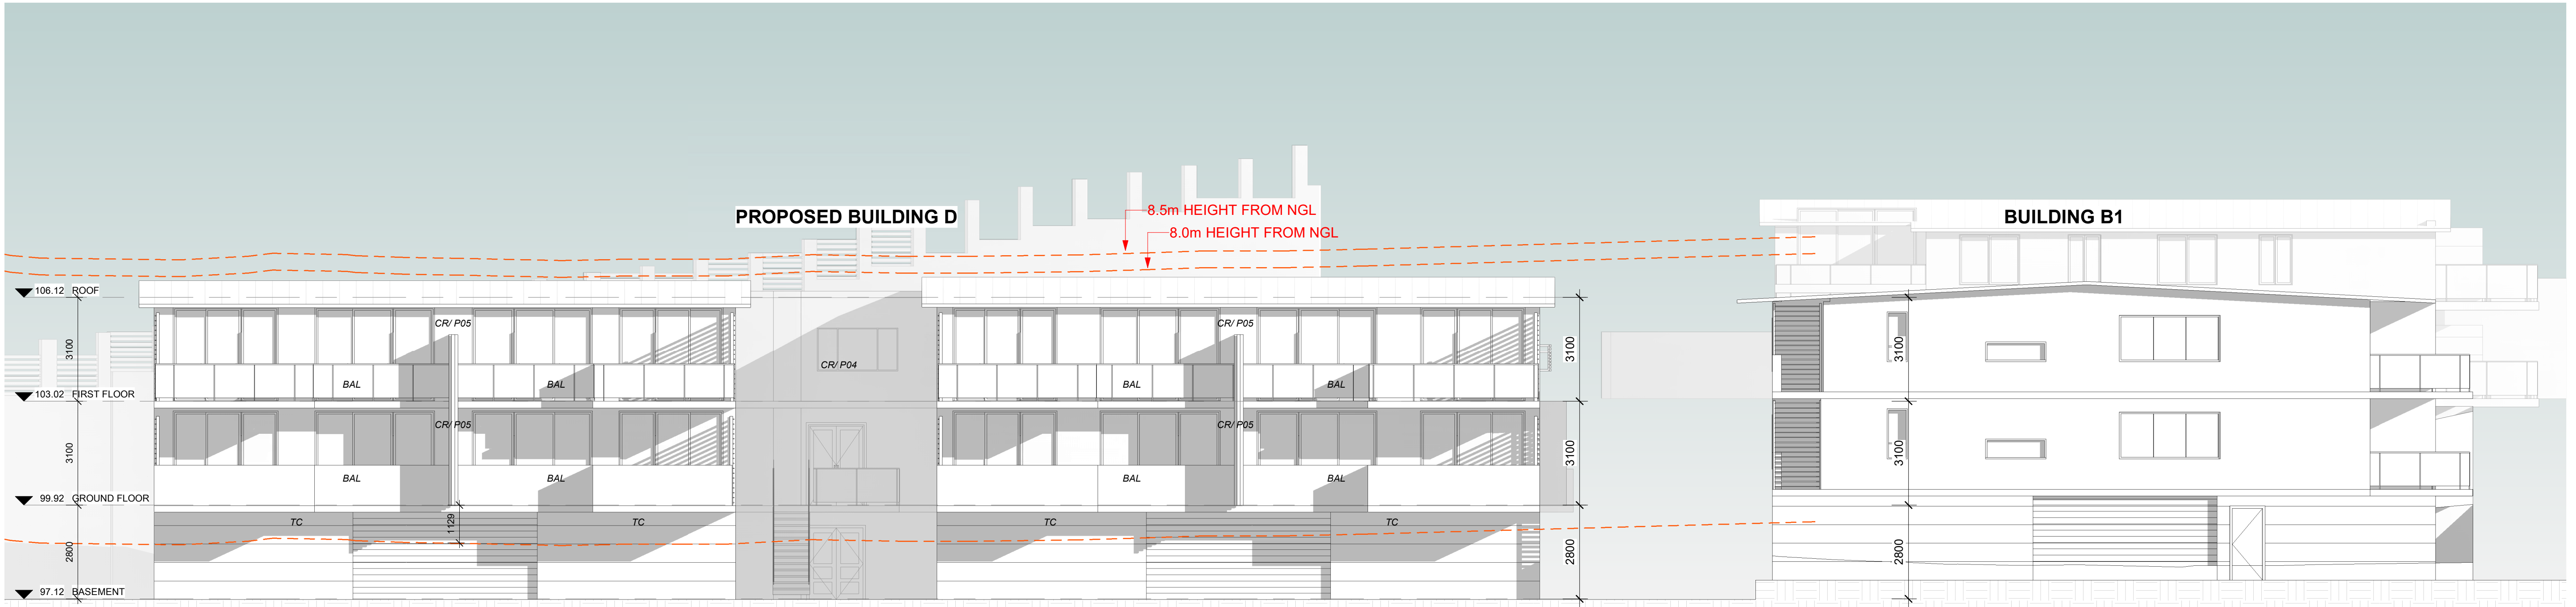 PROPOSED BUILDING D
8.5m HEIGHT FROM NGL
BUILDING B1
8.0m HEIGHT FROM NGL
106.12 ROOF
CR/ P05
CR/ P05
3100
3100
3100
CR/ P04
BAL
BAL
BAL
BAL
103.02 FIRST FLOOR
CR/ P05
CR/ P05
3100
3100
3100
BAL
BAL
BAL
BAL
99.92 GROUND FLOOR
TC
1129
TC
TC
TC
2800
2800
2800
97.12 BASEMENT